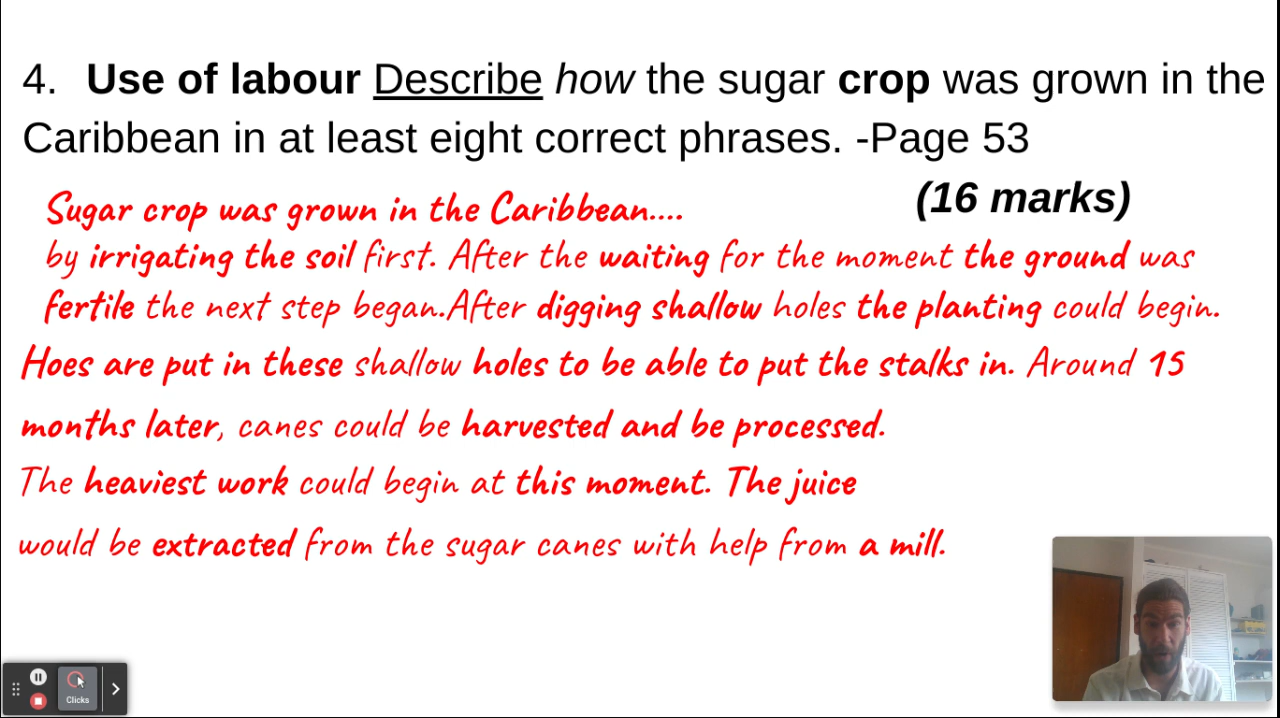 4. Use of labour Describe how the sugar crop was grown in the
Caribbean in at least eight correct phrases. -Page 53
(16 marks)
Sugar crop was grown in the Caribbean....
by irrigating the soil first. After the waiting for the moment the ground was
fertile the next step began.After digging shallow holes the planting could begin.
Hoes are put in these shallow holes to be able to put the stalks in. Around 15
months later, canes could be harvested and be processed.
The heaviest work could begin at this moment. The juice
would be extracted from the sugar canes with help from a mill.
Clicks